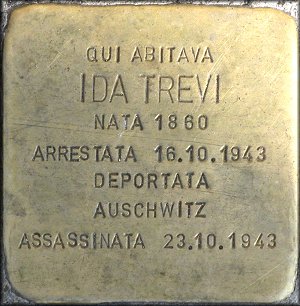 QUI ABITAVA
IDA TREVI
NATA 1860
ARRESTATA 16.10.1943
DEPORTATA
AUSCHWITZ
ASSASSINATA 23.10.1943